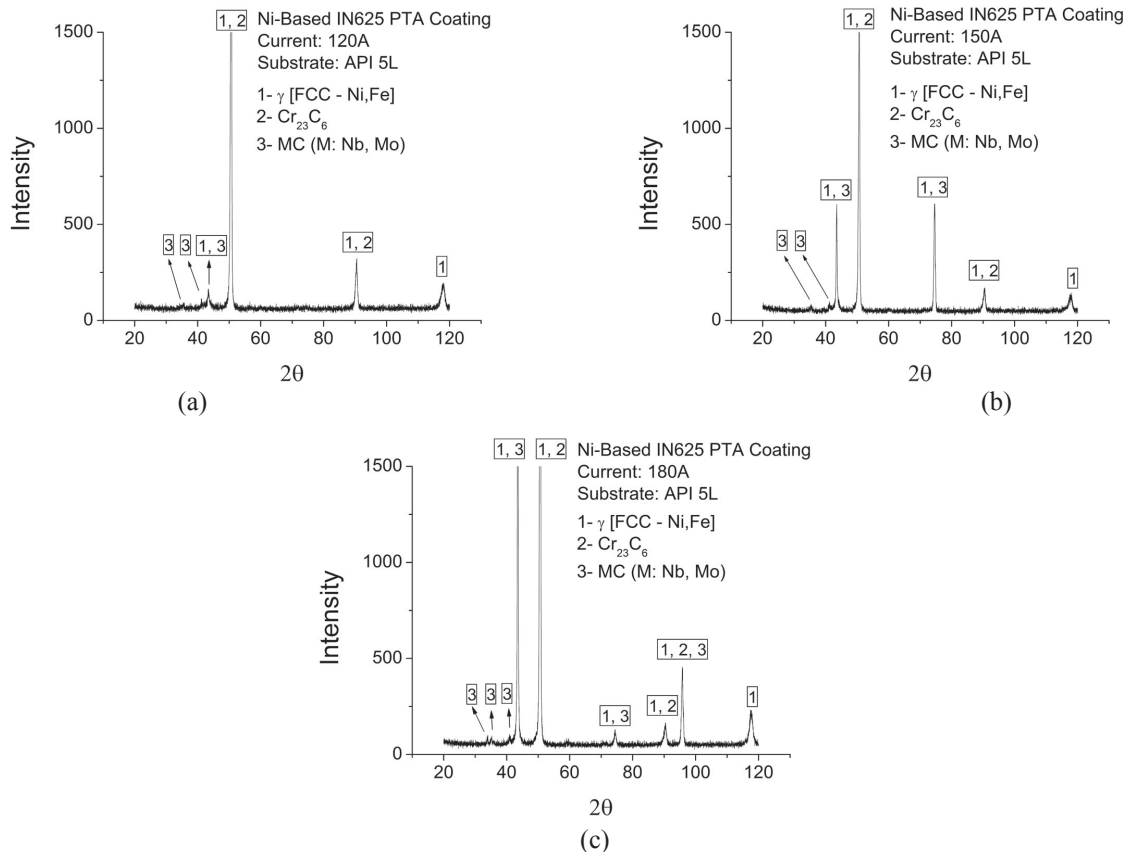 1, 2
Ni-Based IN625 PTA Coating
Current: 120A
Substrate: API 5L
1- γ [FCC - Ni,Fe]
2- Cr23C6
3- MC (M: Nb, Mo)
Intensity
1500
1000
500
0
3
3
1, 3
1, 2
1
20
40
60
80
100
120
2θ
(a)
1, 2
Ni-Based IN625 PTA Coating
Current: 150A
Substrate: API 5L
1- γ [FCC - Ni,Fe]
2- Cr23C6
3- MC (M: Nb, Mo)
Intensity
1500
1000
500
0
3
3
1, 3
1, 3
1, 2
1
20
40
60
80
100
120
2θ
(b)
1, 3
1, 2
Ni-Based IN625 PTA Coating
Current: 180A
Substrate: API 5L
1- γ [FCC - Ni,Fe]
2- Cr23C6
3- MC (M: Nb, Mo)
Intensity
1500
1000
500
0
3
3
3
1, 3
1, 2
1, 2, 3
1
20
40
60
80
100
120
2θ
(c)